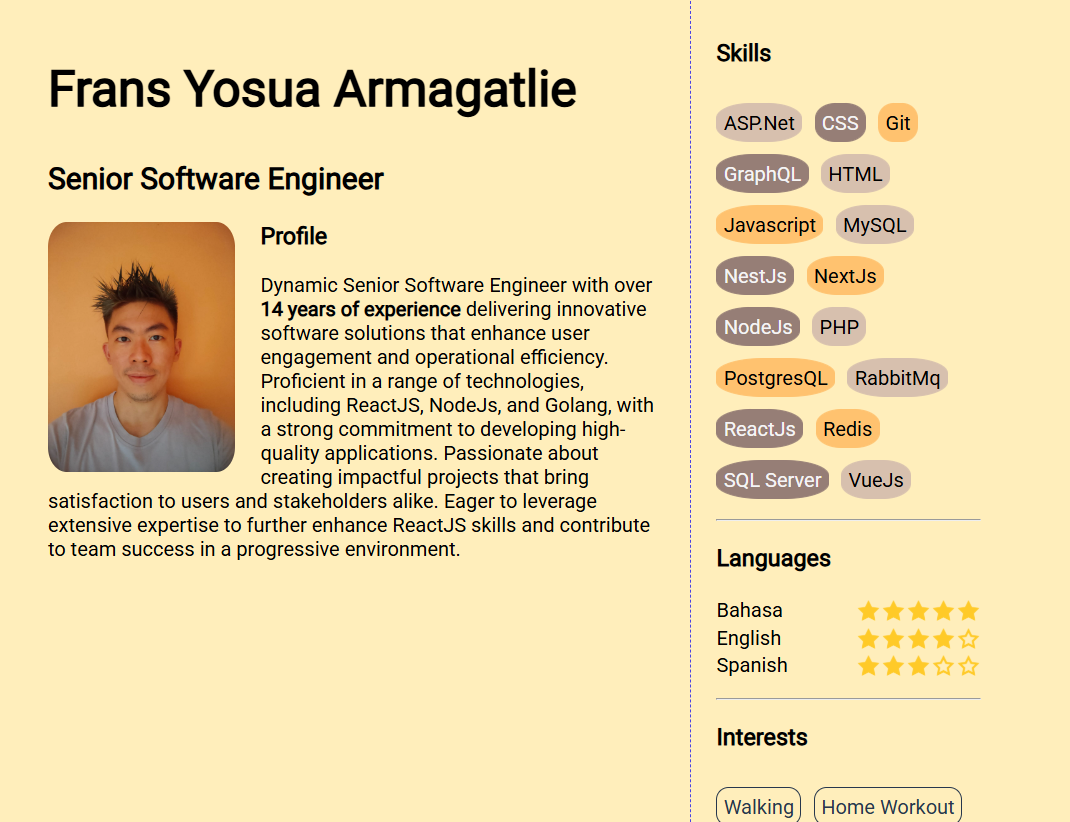 Frans Yosua Armagatlie
Senior Software Engineer
Profile
Dynamic Senior Software Engineer with over
14 years of experience delivering innovative
software solutions that enhance user
engagement and operational efficiency.
Proficient in a range of technologies,
including ReactJS, NodeJs, and Golang, with
a strong commitment to developing high-
quality applications. Passionate about
creating impactful projects that bring
satisfaction to users and stakeholders alike. Eager to leverage
extensive expertise to further enhance ReactJS skills and contribute
to team success in a progressive environment.
Skills
ASP.Net CSS Git
GraphQL HTML
Javascript MySQL
NestJs NextJs
NodeJs PHP
PostgresQL RabbitMq
ReactJs Redis
SQL Server VueJs
Languages
Bahasa
English
Spanish
Interests
Walking Home Workout